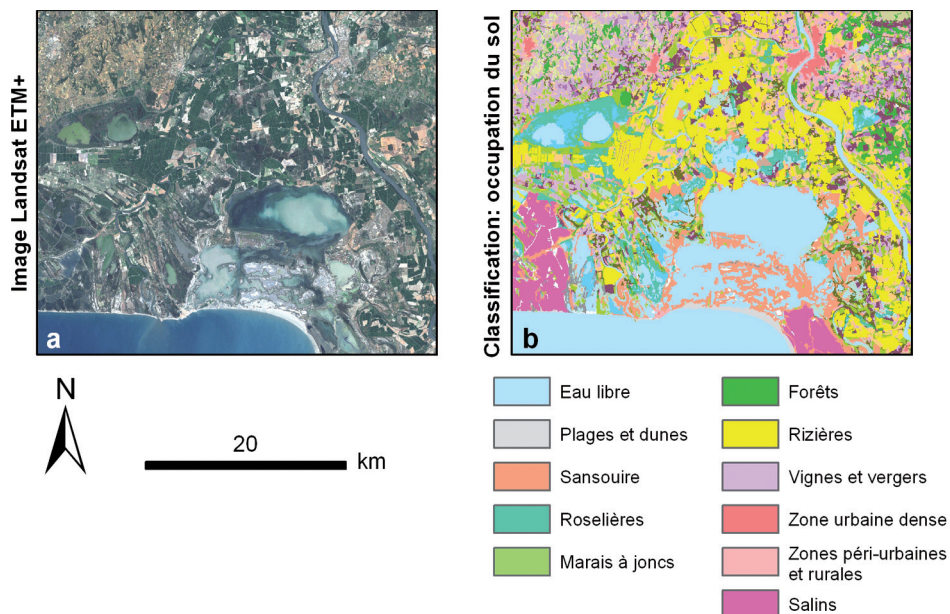 Image Landsat ETM+
a
Classification: occupation du sol
b
N
20
km
Eau libre
Plages et dunes
Sansouire
Roselières
Marais à joncs
Forêts
Rizières
Vignes et vergers
Zone urbaine dense
Zones péri-urbaines
et rurales
Salins